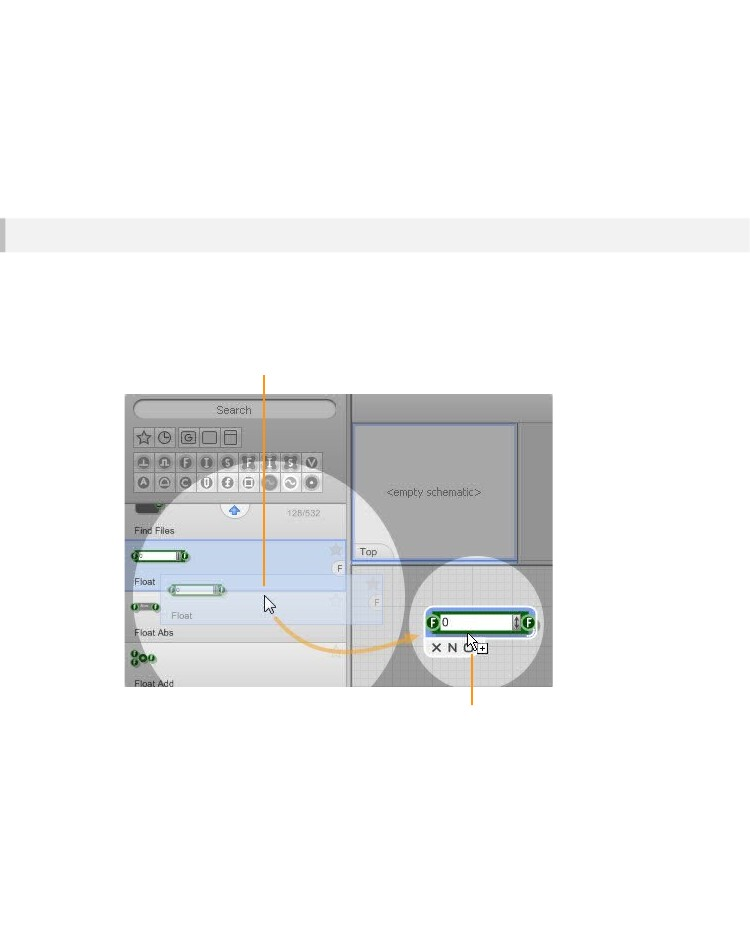 Search
G
F I S F I S V
A C
128/532
Find Files
Float
F
Float
F
Float Abs
Float Add
<empty schematic>
Top
F 0 F
X N C